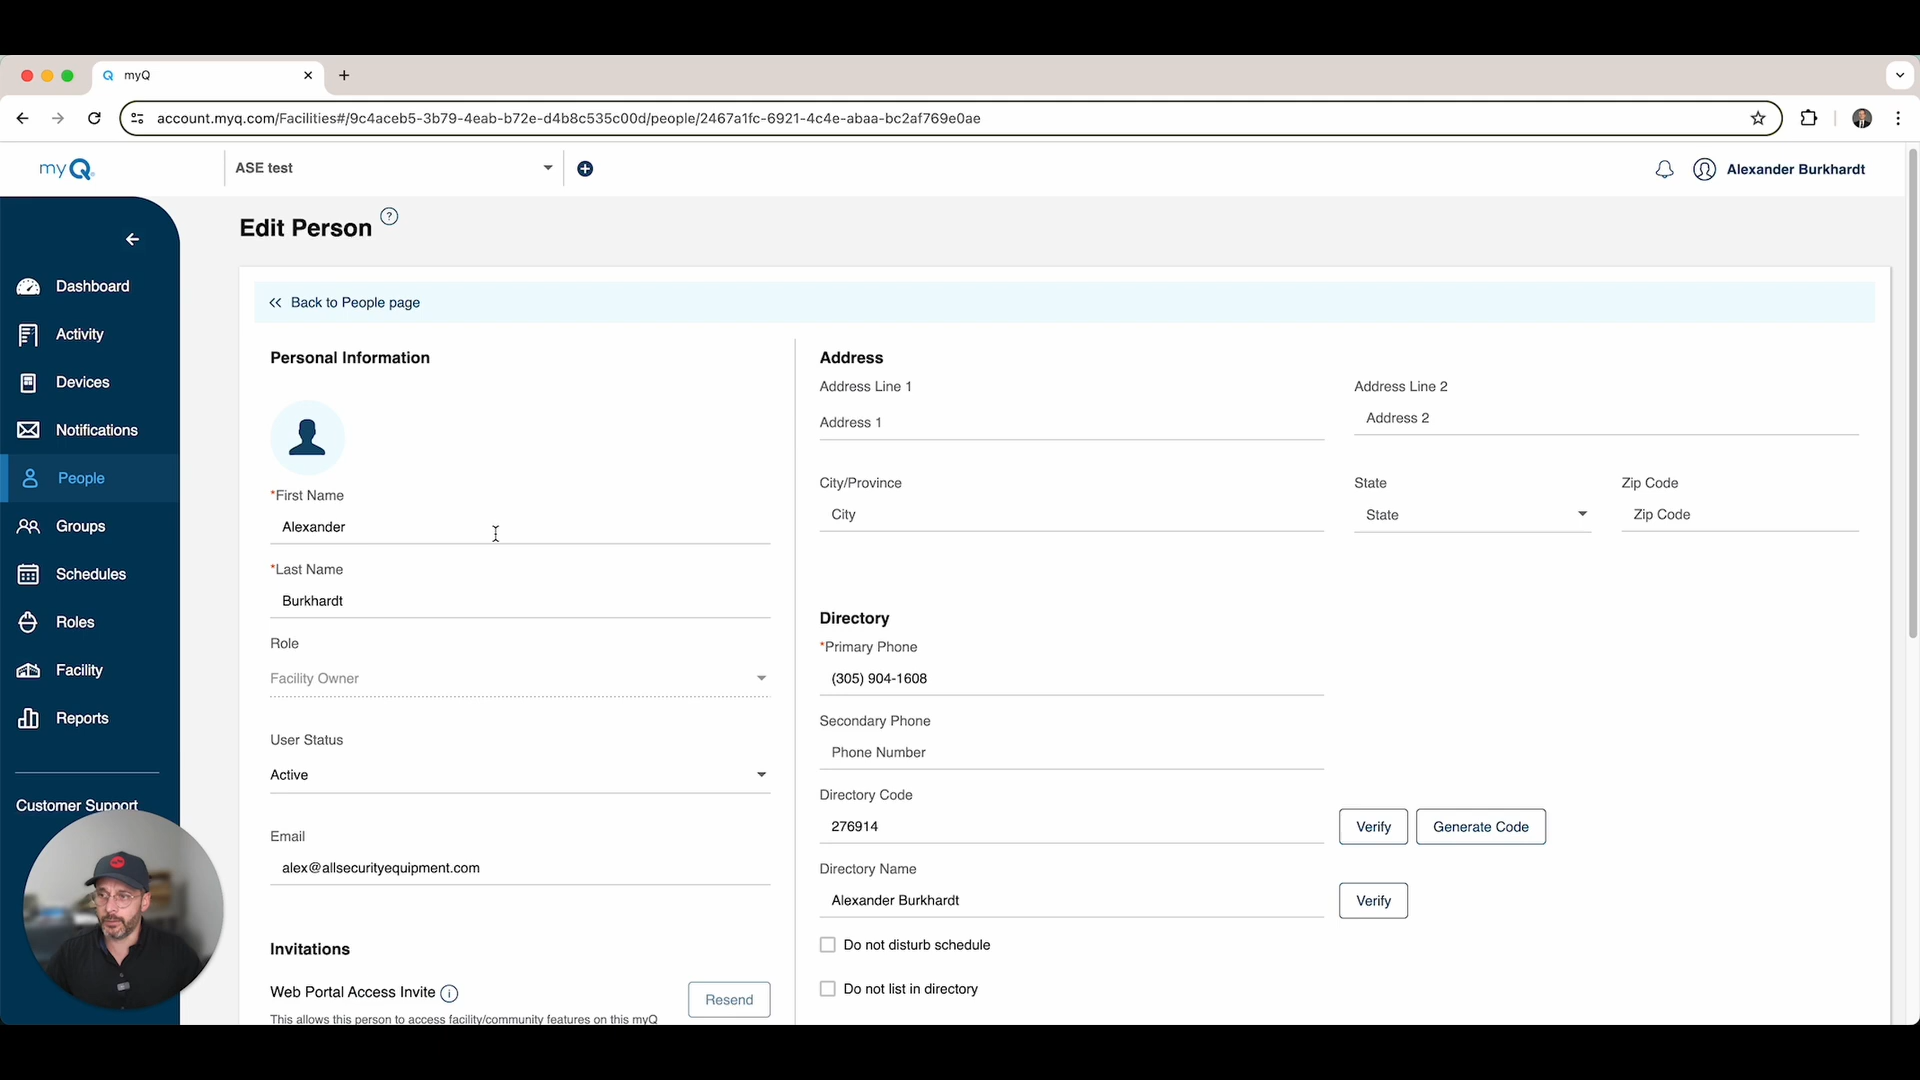 myQ
account.myq.com/Facilities#/9c4aceb5-3b79-4eab-b72e-d4b8c535c00d/people/2467a1fc-6921-4c4e-abaa-bc2af769e0ae
myQ
ASE test
Alexander Burkhardt
Edit Person
?
Dashboard
Activity
Devices
Notifications
People
Groups
Schedules
Roles
Facility
Reports
Customer Support
Back to People page
Personal Information
*First Name
Alexander
*Last Name
Burkhardt
Role
Facility Owner
User Status
Active
Email
alex@allsecurityequipment.com
Invitations
Web Portal Access Invite
Resend
This allows this person to access facility/community features on this myQ
Address
Address Line 1
Address 1
Address Line 2
Address 2
City/Province
City
State
State
Zip Code
Zip Code
Directory
*Primary Phone
(305) 904-1608
Secondary Phone
Phone Number
Directory Code
276914
Verify
Generate Code
Directory Name
Alexander Burkhardt
Verify
Do not disturb schedule
Do not list in directory